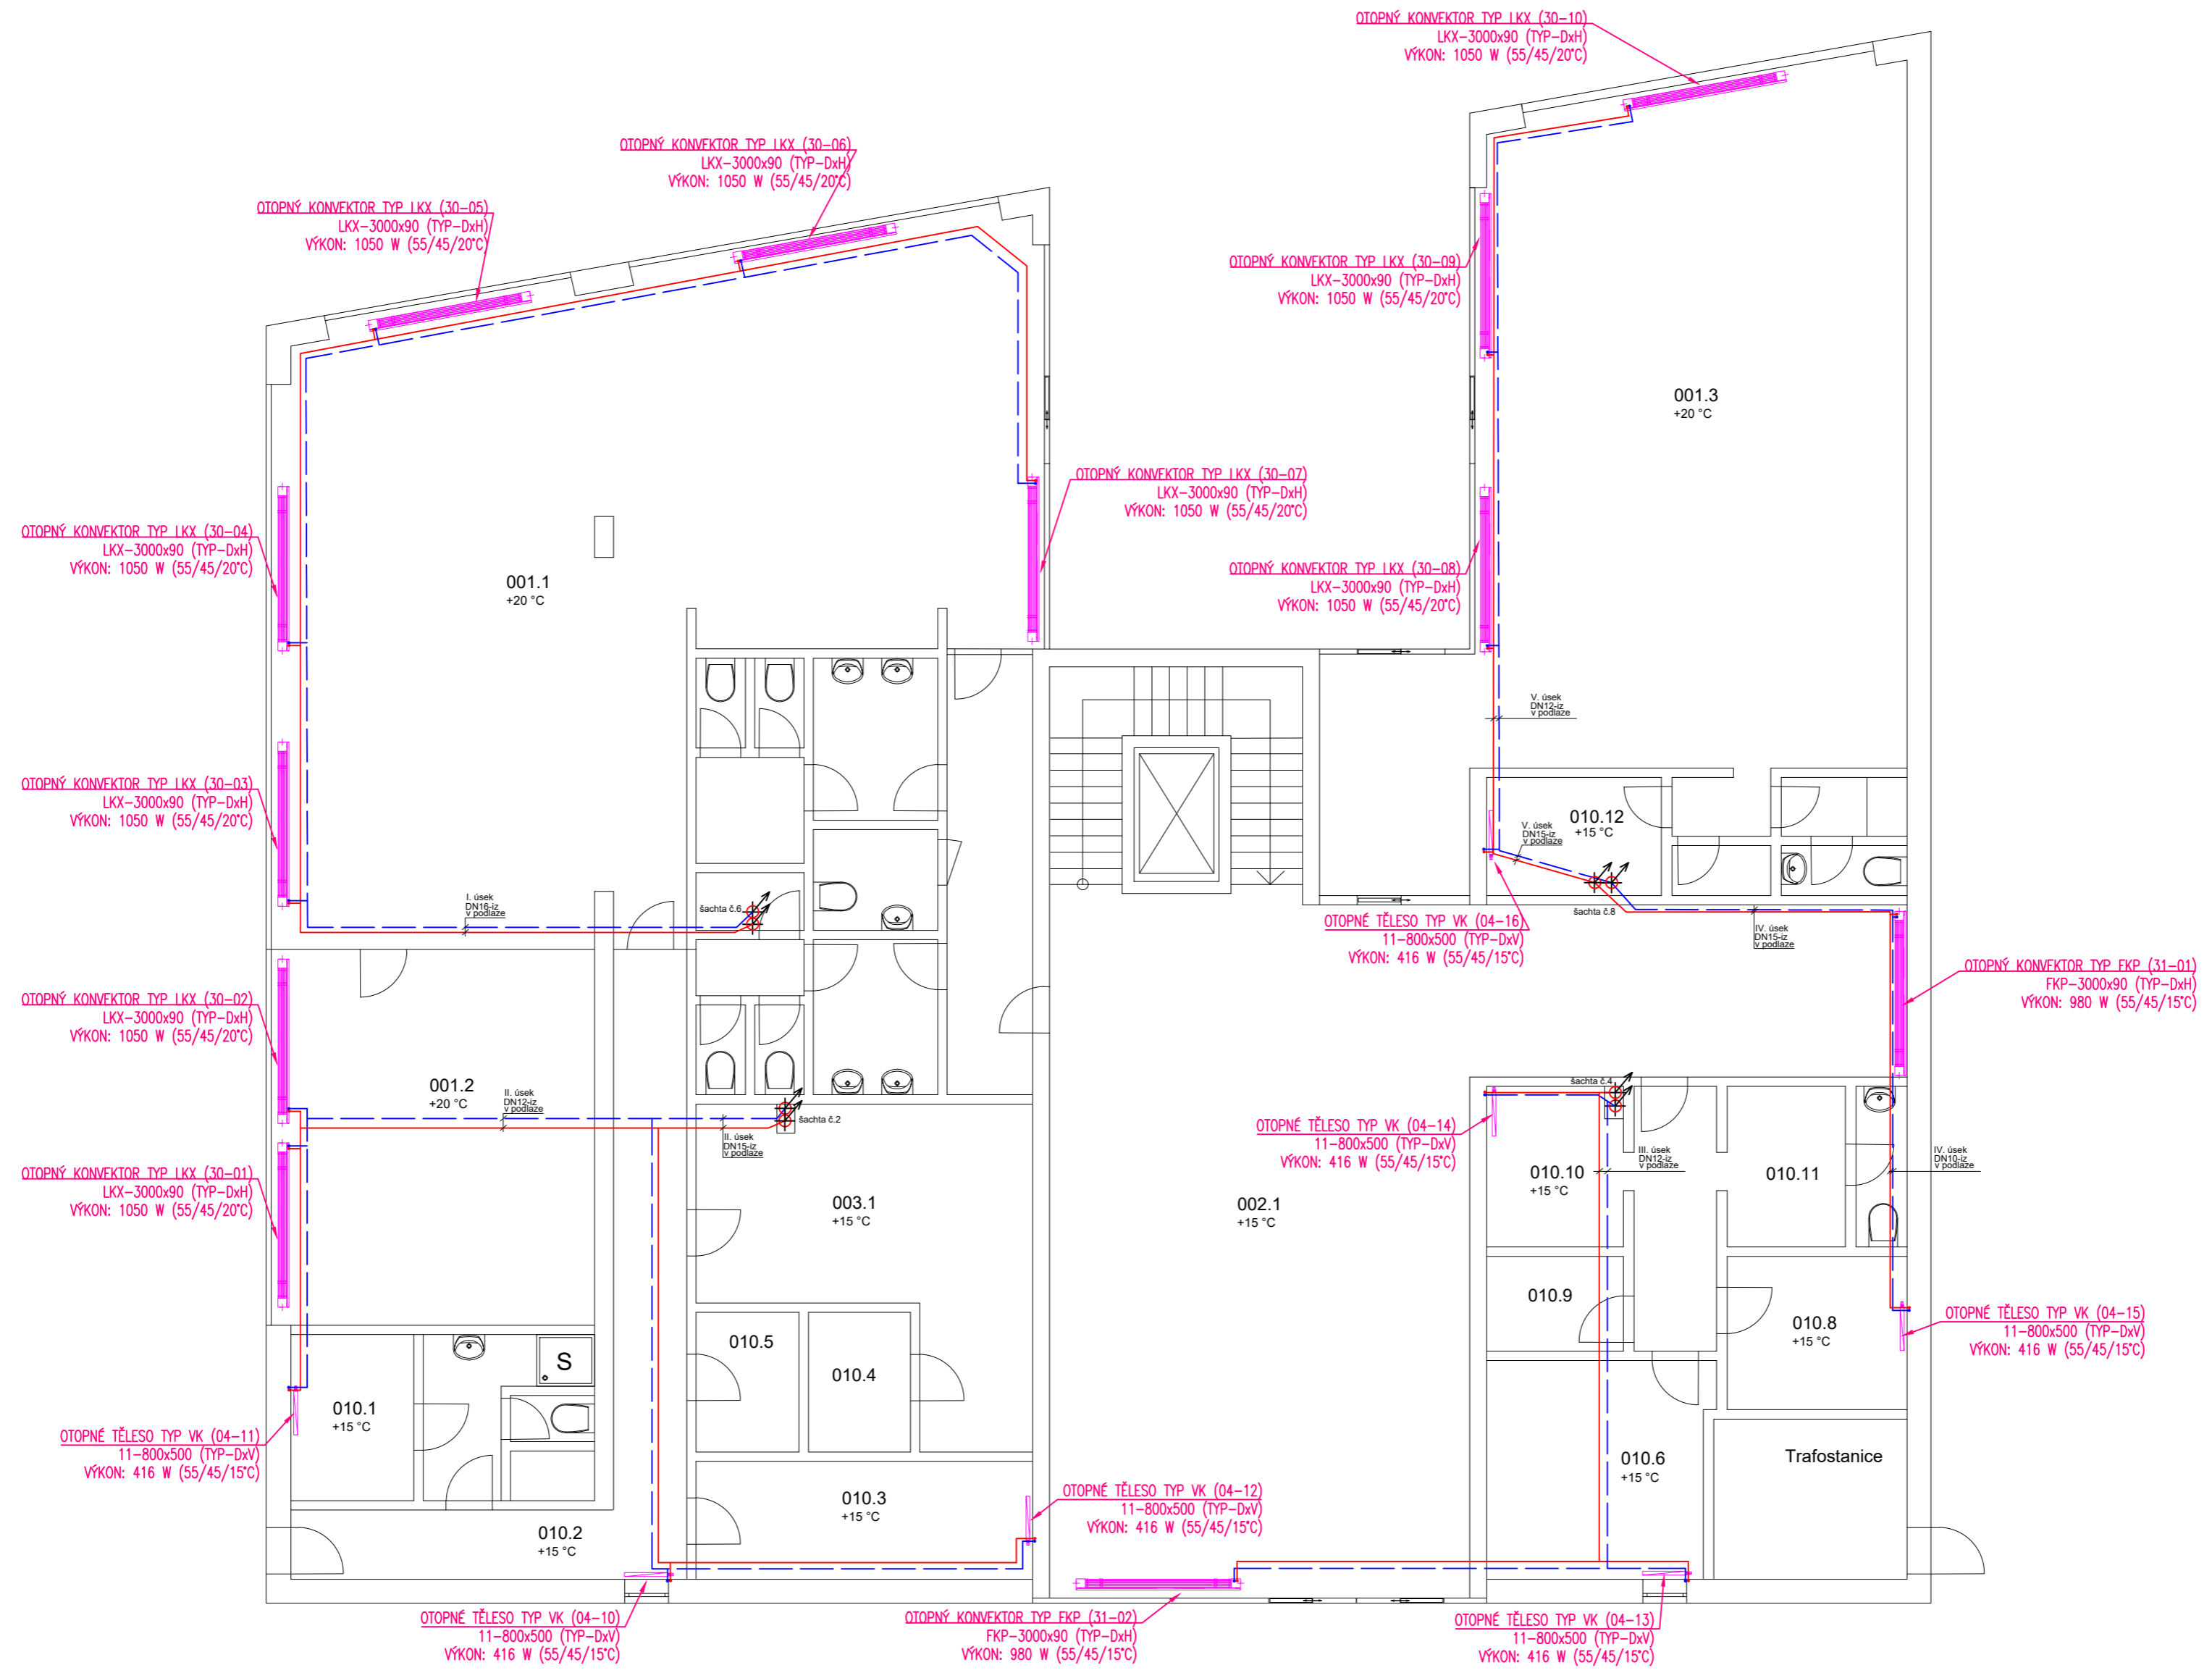 OTOPNÝ KONVEKTOR TYP LKX (30-10)
LKX-3000x90 (TYP-DxH)
VÝKON: 1050 W (55/45/20°C)
OTOPNÝ KONVEKTOR TYP LKX (30-06)
LKX-3000x90 (TYP-DxH)
VÝKON: 1050 W (55/45/20°C)
OTOPNÝ KONVEKTOR TYP LKX (30-05)
LKX-3000x90 (TYP-DxH)
VÝKON: 1050 W (55/45/20°C)
OTOPNÝ KONVEKTOR TYP LKX (30-09)
LKX-3000x90 (TYP-DxH)
VÝKON: 1050 W (55/45/20°C)
001.3
+20 °C
OTOPNÝ KONVEKTOR TYP LKX (30-07)
LKX-3000x90 (TYP-DxH)
VÝKON: 1050 W (55/45/20°C)
OTOPNÝ KONVEKTOR TYP LKX (30-04)
LKX-3000x90 (TYP-DxH)
VÝKON: 1050 W (55/45/20°C)
001.1
+20 °C
OTOPNÝ KONVEKTOR TYP LKX (30-08)
LKX-3000x90 (TYP-DxH)
VÝKON: 1050 W (55/45/20°C)
V. úsek
DN12-iz
v podlaze
OTOPNÝ KONVEKTOR TYP LKX (30-03)
LKX-3000x90 (TYP-DxH)
VÝKON: 1050 W (55/45/20°C)
010.12
+15 °C
V. úsek
DN15-iz
v podlaze
I. úsek
DN16-iz
v podlaze
šachta č.6
šachta č.8
OTOPNÉ TĚLESO TYP VK (04-16)
11-800x500 (TYP-DxV)
VÝKON: 416 W (55/45/15°C)
IV. úsek
DN15-iz
v podlaze
OTOPNÝ KONVEKTOR TYP FKP (31-01)
FKP-3000x90 (TYP-DxH)
VÝKON: 980 W (55/45/15°C)
OTOPNÝ KONVEKTOR TYP LKX (30-02)
LKX-3000x90 (TYP-DxH)
VÝKON: 1050 W (55/45/20°C)
001.2
+20 °C
II. úsek
DN12-iz
v podlaze
šachta č.2
II. úsek
DN15-iz
v podlaze
šachta č.4
OTOPNÉ TĚLESO TYP VK (04-14)
11-800x500 (TYP-DxV)
VÝKON: 416 W (55/45/15°C)
III. úsek
DN12-iz
v podlaze
IV. úsek
DN10-iz
v podlaze
OTOPNÝ KONVEKTOR TYP LKX (30-01)
LKX-3000x90 (TYP-DxH)
VÝKON: 1050 W (55/45/20°C)
003.1
+15 °C
002.1
+15 °C
010.10
+15 °C
010.11
010.9
010.8
+15 °C
OTOPNÉ TĚLESO TYP VK (04-15)
11-800x500 (TYP-DxV)
VÝKON: 416 W (55/45/15°C)
010.5
010.4
S
010.1
+15 °C
OTOPNÉ TĚLESO TYP VK (04-11)
11-800x500 (TYP-DxV)
VÝKON: 416 W (55/45/15°C)
010.6
+15 °C
Trafostanice
010.3
+15 °C
OTOPNÉ TĚLESO TYP VK (04-12)
11-800x500 (TYP-DxV)
VÝKON: 416 W (55/45/15°C)
010.2
+15 °C
OTOPNÉ TĚLESO TYP VK (04-10)
11-800x500 (TYP-DxV)
VÝKON: 416 W (55/45/15°C)
OTOPNÝ KONVEKTOR TYP FKP (31-02)
FKP-3000x90 (TYP-DxH)
VÝKON: 980 W (55/45/15°C)
OTOPNÉ TĚLESO TYP VK (04-13)
11-800x500 (TYP-DxV)
VÝKON: 416 W (55/45/15°C)